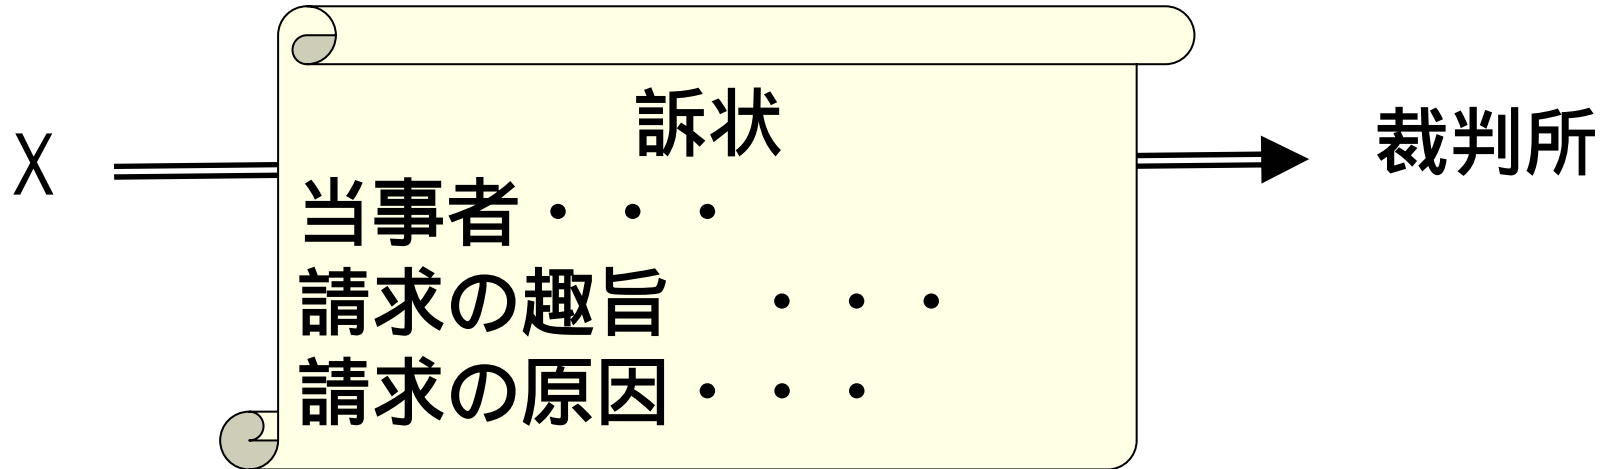 訴状
X
裁判所
当事者・・・
請求の趣旨　・・・
請求の原因・・・